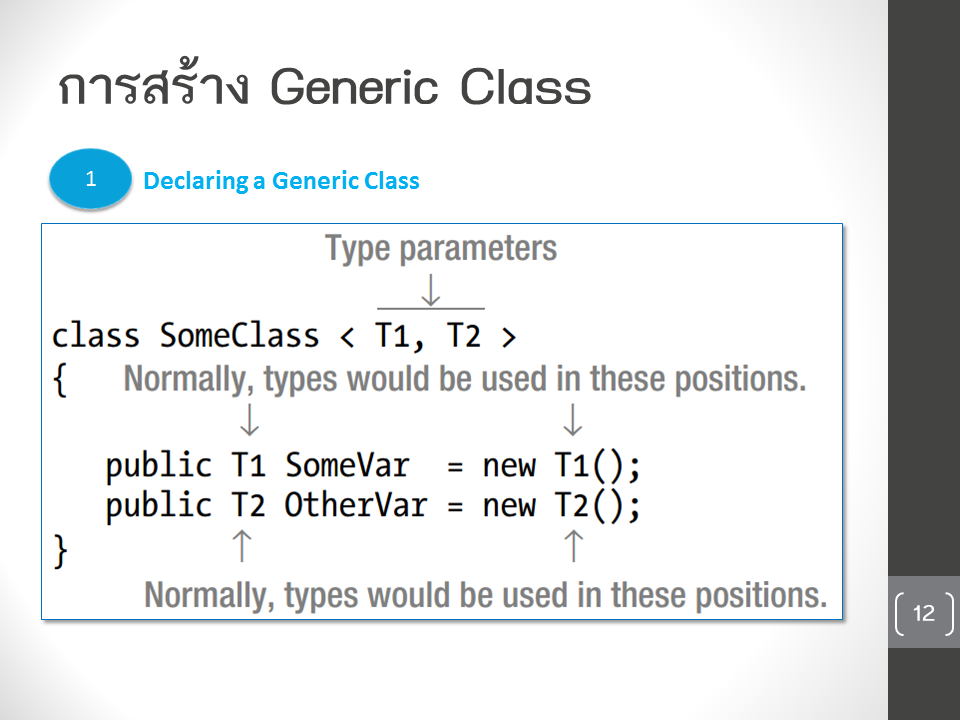 การสร้าง Generic Class
1
Declaring a Generic Class
Type parameters
class SomeClass < T1, T2 >
{ Normally, types would be used in these positions.
public T1 SomeVar = new T1();
public T2 OtherVar = new T2();
}
Normally, types would be used in these positions.
12